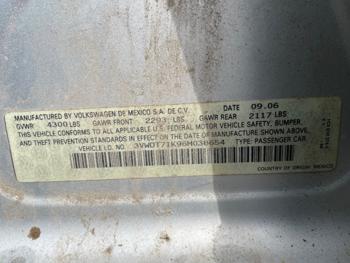 MANUFACTURED BY VOLKSWAGEN DE MEXICO S.A. DE C.V. DATE 09.06
GVWR 4300 LBS GAWR FRONT 2293 LBS GAWR REAR 2117 LBS
THIS VEHICLE CONFORMS TO ALL APPLICABLE U.S. FEDERAL MOTOR VEHICLE SAFETY, BUMPER,
AND THEFT PREVENTION STANDARDS IN EFFECT ON THE DATE OF MANUFACTURE SHOWN ABOVE.
VEHICLE I.D. NO. TYPE: PASSENGER CAR
COUNTRY OF ORIGIN: MEXICO